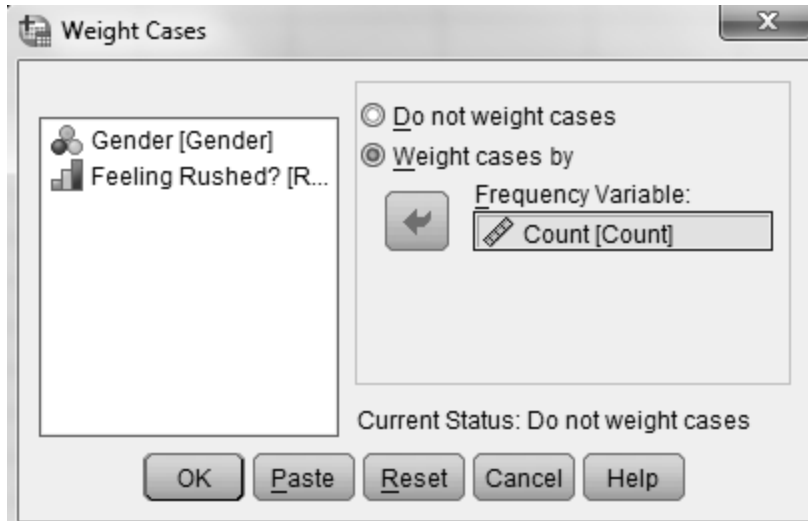 Weight Cases
Gender [Gender]
Feeling Rushed? [R...
Do not weight cases
Weight cases by
Frequency Variable:
Count [Count]
Current Status: Do not weight cases
OK
Paste
Reset
Cancel
Help